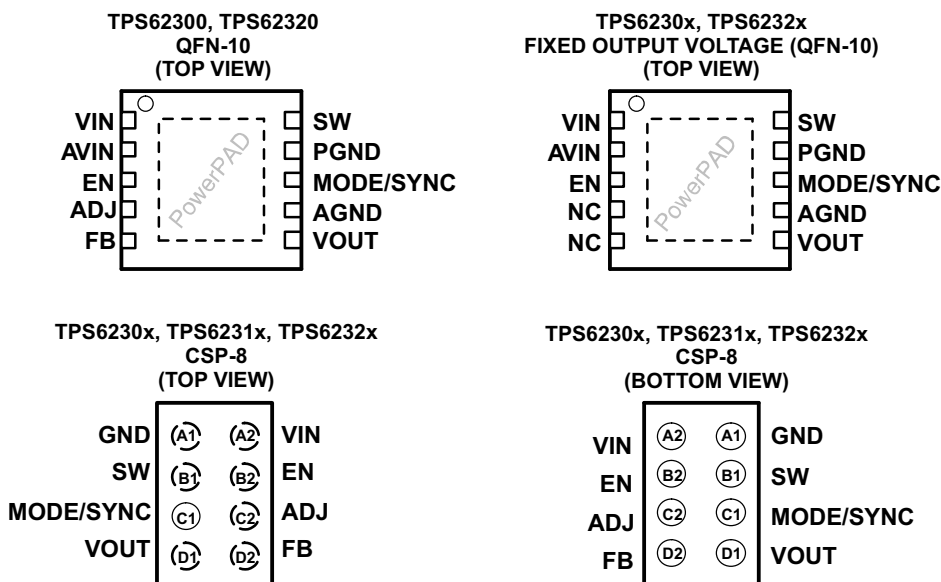 TPS62300, TPS62320
QFN-10
(TOP VIEW)
VIN
AVIN
EN
ADJ
FB
PowerPAD
SW
PGND
MODE/SYNC
AGND
VOUT
TPS6230x, TPS6232x
FIXED OUTPUT VOLTAGE (QFN-10)
(TOP VIEW)
VIN
AVIN
EN
NC
NC
PowerPAD
SW
PGND
MODE/SYNC
AGND
VOUT
TPS6230x, TPS6231x, TPS6232x
CSP-8
(TOP VIEW)
GND A1 A2 VIN
SW B1 B2 EN
MODE/SYNC C1 C2 ADJ
VOUT D1 D2 FB
TPS6230x, TPS6231x, TPS6232x
CSP-8
(BOTTOM VIEW)
VIN A2 A1 GND
EN B2 B1 SW
ADJ C2 C1 MODE/SYNC
FB D2 D1 VOUT